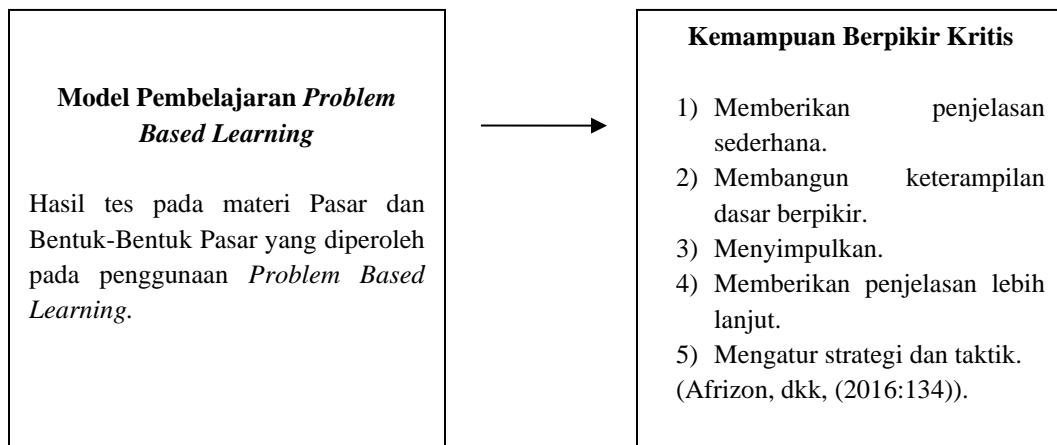 Model Pembelajaran Problem
Based Learning
Hasil tes pada materi Pasar dan
Bentuk-Bentuk Pasar yang diperoleh
pada penggunaan Problem Based
Learning.
Kemampuan Berpikir Kritis
1) Memberikan penjelasan
sederhana.
2) Membangun keterampilan
dasar berpikir.
3) Menyimpulkan.
4) Memberikan penjelasan lebih
lanjut.
5) Mengatur strategi dan taktik.
(Afrizon, dkk, (2016:134)).